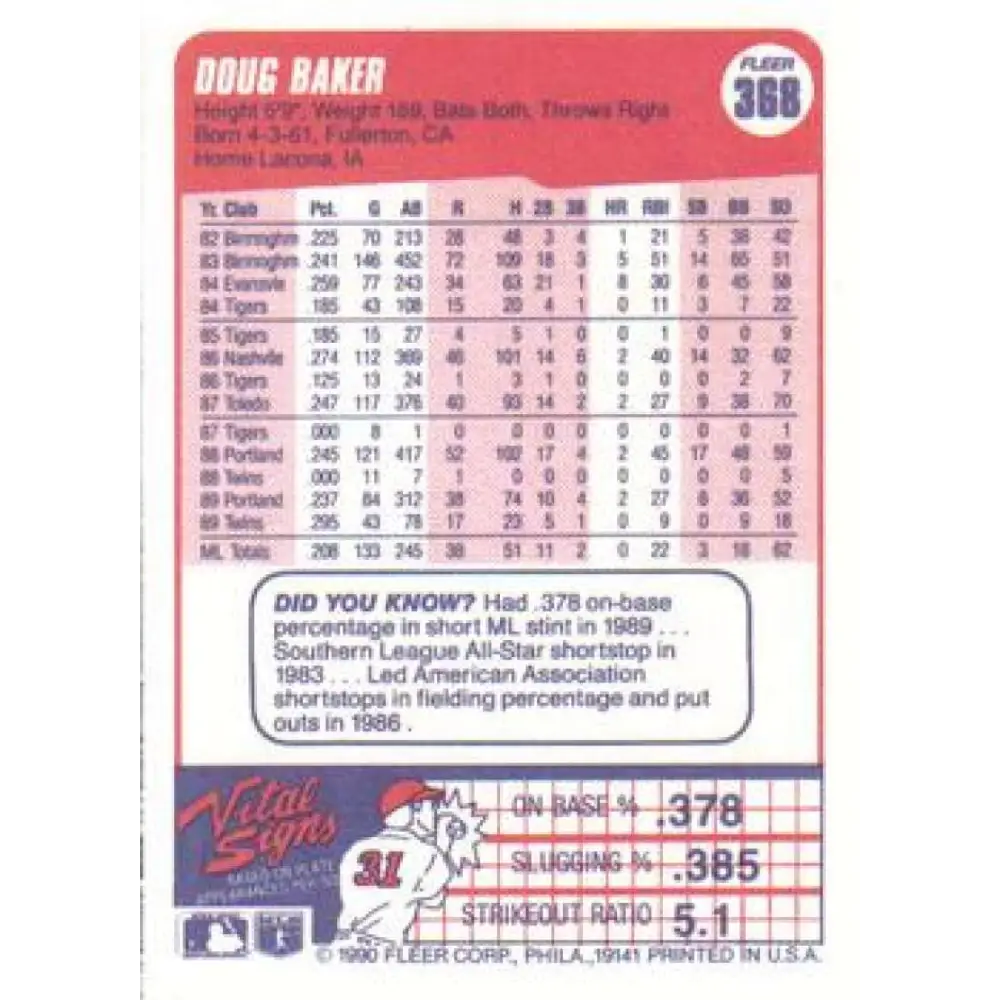 DOUG BAKER
FLEER
368
Height 5'9", Weight 169, Bats Both, Throws Right
Born 4-3-61, Fullerton, CA
Home Lacona, IA
Yr. Club Pct. G AB R H 2B 3B HR RBI SB BB SO
82 Birminghm .225 70 213 28 48 3 4 1 21 5 36 42
83 Birminghm .241 146 452 72 109 18 3 5 51 14 65 51
84 Evansvle .259 77 243 34 63 21 1 8 30 6 45 58
84 Tigers .185 43 108 15 20 4 1 0 11 3 7 22
85 Tigers .185 15 27 4 5 1 0 0 1 0 0 9
86 Nashvile .274 112 369 46 101 14 6 2 40 14 32 62
86 Tigers .125 13 24 1 3 1 0 0 0 0 2 7
87 Toledo .247 117 376 40 93 14 2 2 27 9 38 70
87 Tigers .000 8 1 0 0 0 0 0 0 0 0 1
88 Portland .245 121 417 52 102 17 4 2 45 17 48 59
88 Twins .000 11 7 1 0 0 0 0 0 0 0 5
89 Portland .237 84 312 38 74 10 4 2 27 8 36 52
89 Twins .295 43 78 17 23 5 1 0 9 0 9 18
ML Totals .208 133 245 38 51 11 2 0 22 3 18 62
DID YOU KNOW? Had .378 on-base
percentage in short ML stint in 1989 . . .
Southern League All-Star shortstop in
1983 . . . Led American Association
shortstops in fielding percentage and put
outs in 1986 .
Vital
Signs
BASED ON PLATE
APPEARANCES
31
ON BASE % .378
SLUGGING % .385
STRIKEOUT RATIO 5.1
© 1990 FLEER CORP., PHILA., 19141 PRINTED IN U.S.A.